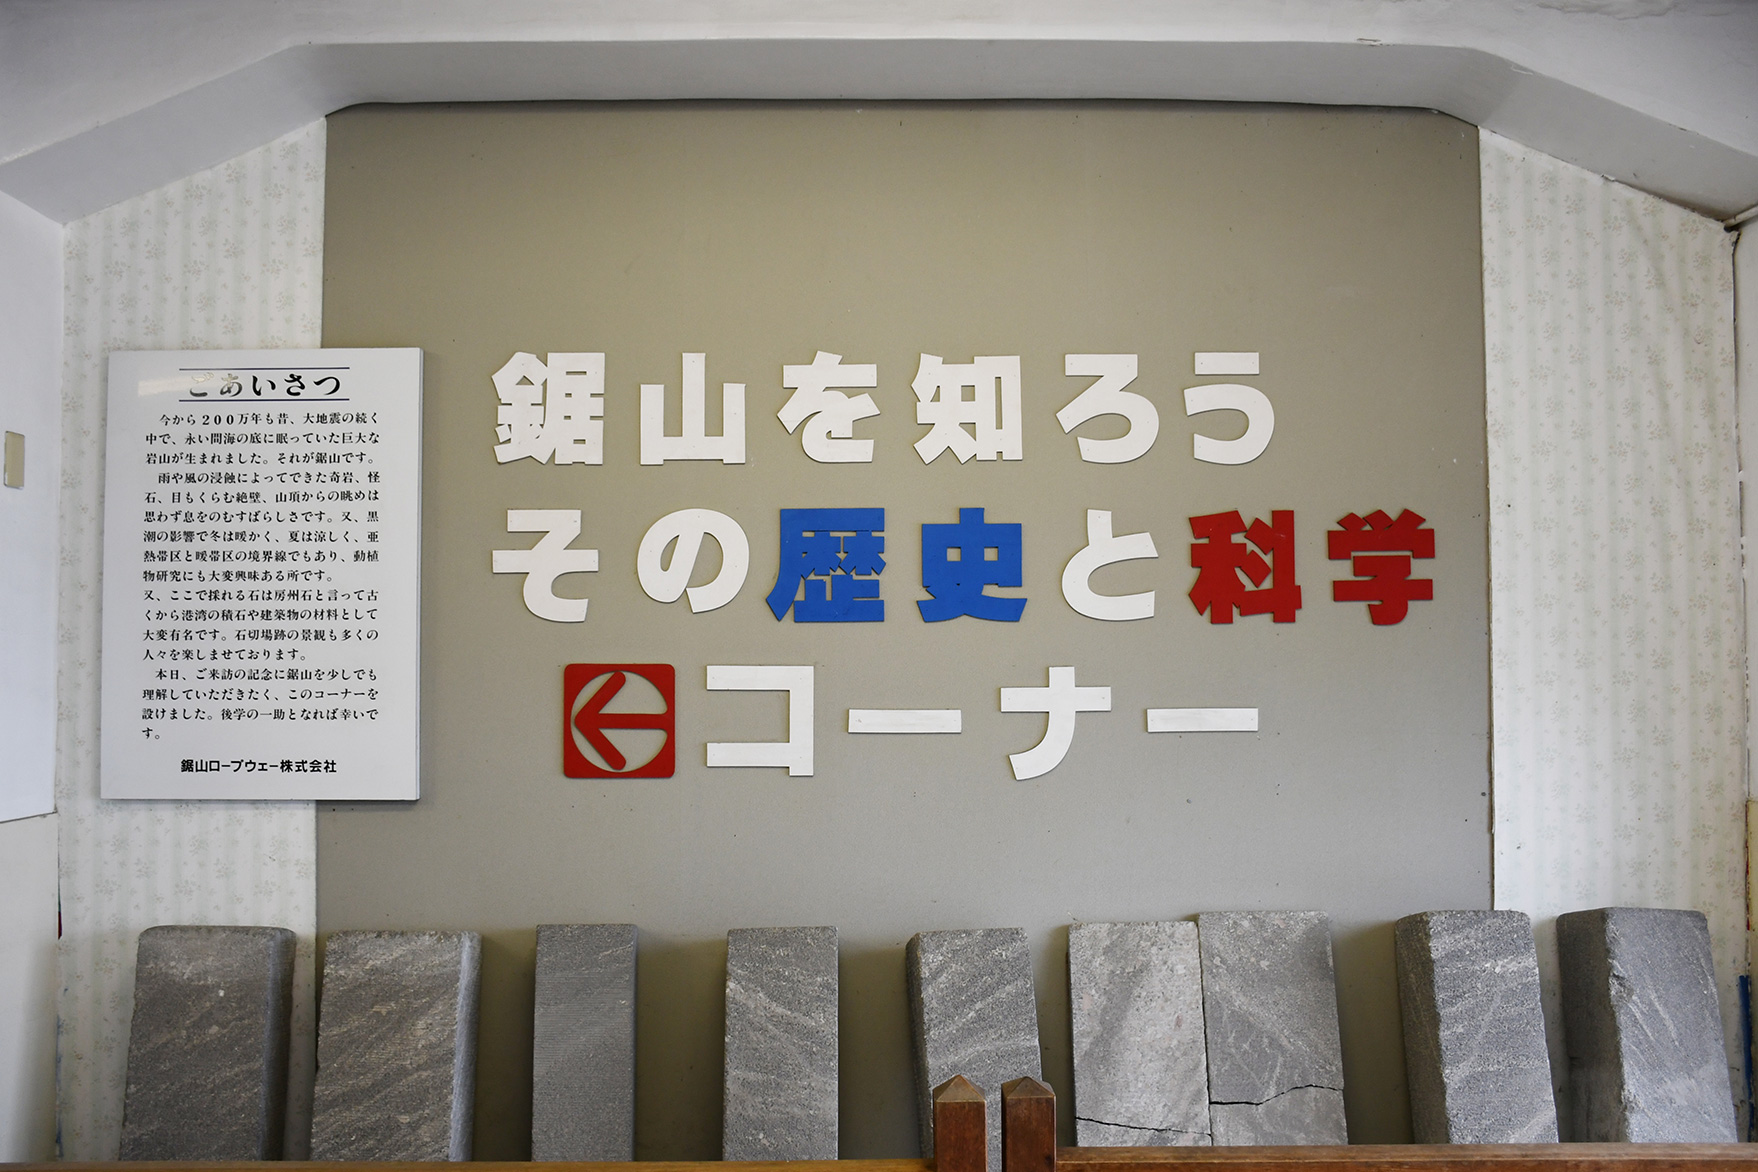 ごあいさつ
今から200万年も昔、大地震の続く
中で、永い間海の底に眠っていた巨大な
岩山が生まれました。それが鋸山です。
雨や風の浸蝕によってできた奇岩、怪
石、目もくらむ絶壁、山頂からの眺めは
思わず息をのむすばらしさです。又、黒
潮の影響で冬は暖かく、夏は涼しく、亜
熱帯区と暖帯区の境界線でもあり、動植
物研究にも大変興味ある所です。
又、ここで採れる石は房州石と言って古
くから港湾の積石や建築物の材料として
大変有名です。石切場跡の景観も多くの
人々を楽しませております。
本日、ご来訪の記念に鋸山を少しでも
理解していただきたく、このコーナーを
設けました。後学の一助となれば幸いで
す。
鋸山ロープウェー株式会社
鋸山を知ろう
その歴史と科学
コーナー